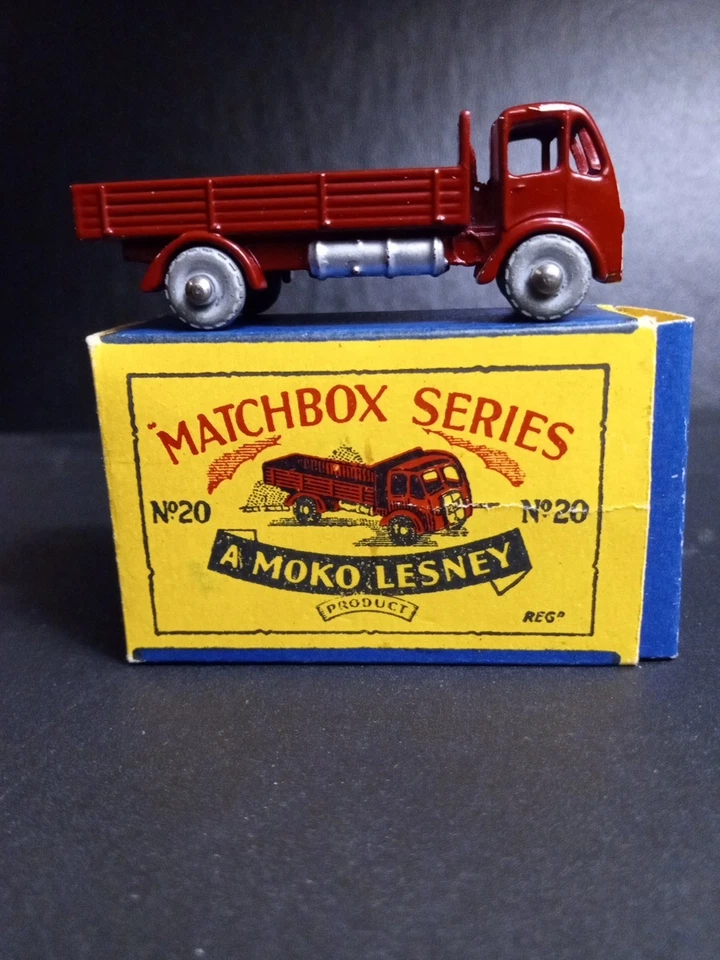 "MATCHBOX SERIES
Nº20 Nº20
A MOKO LESNEY
PRODUCT
REGᴰ